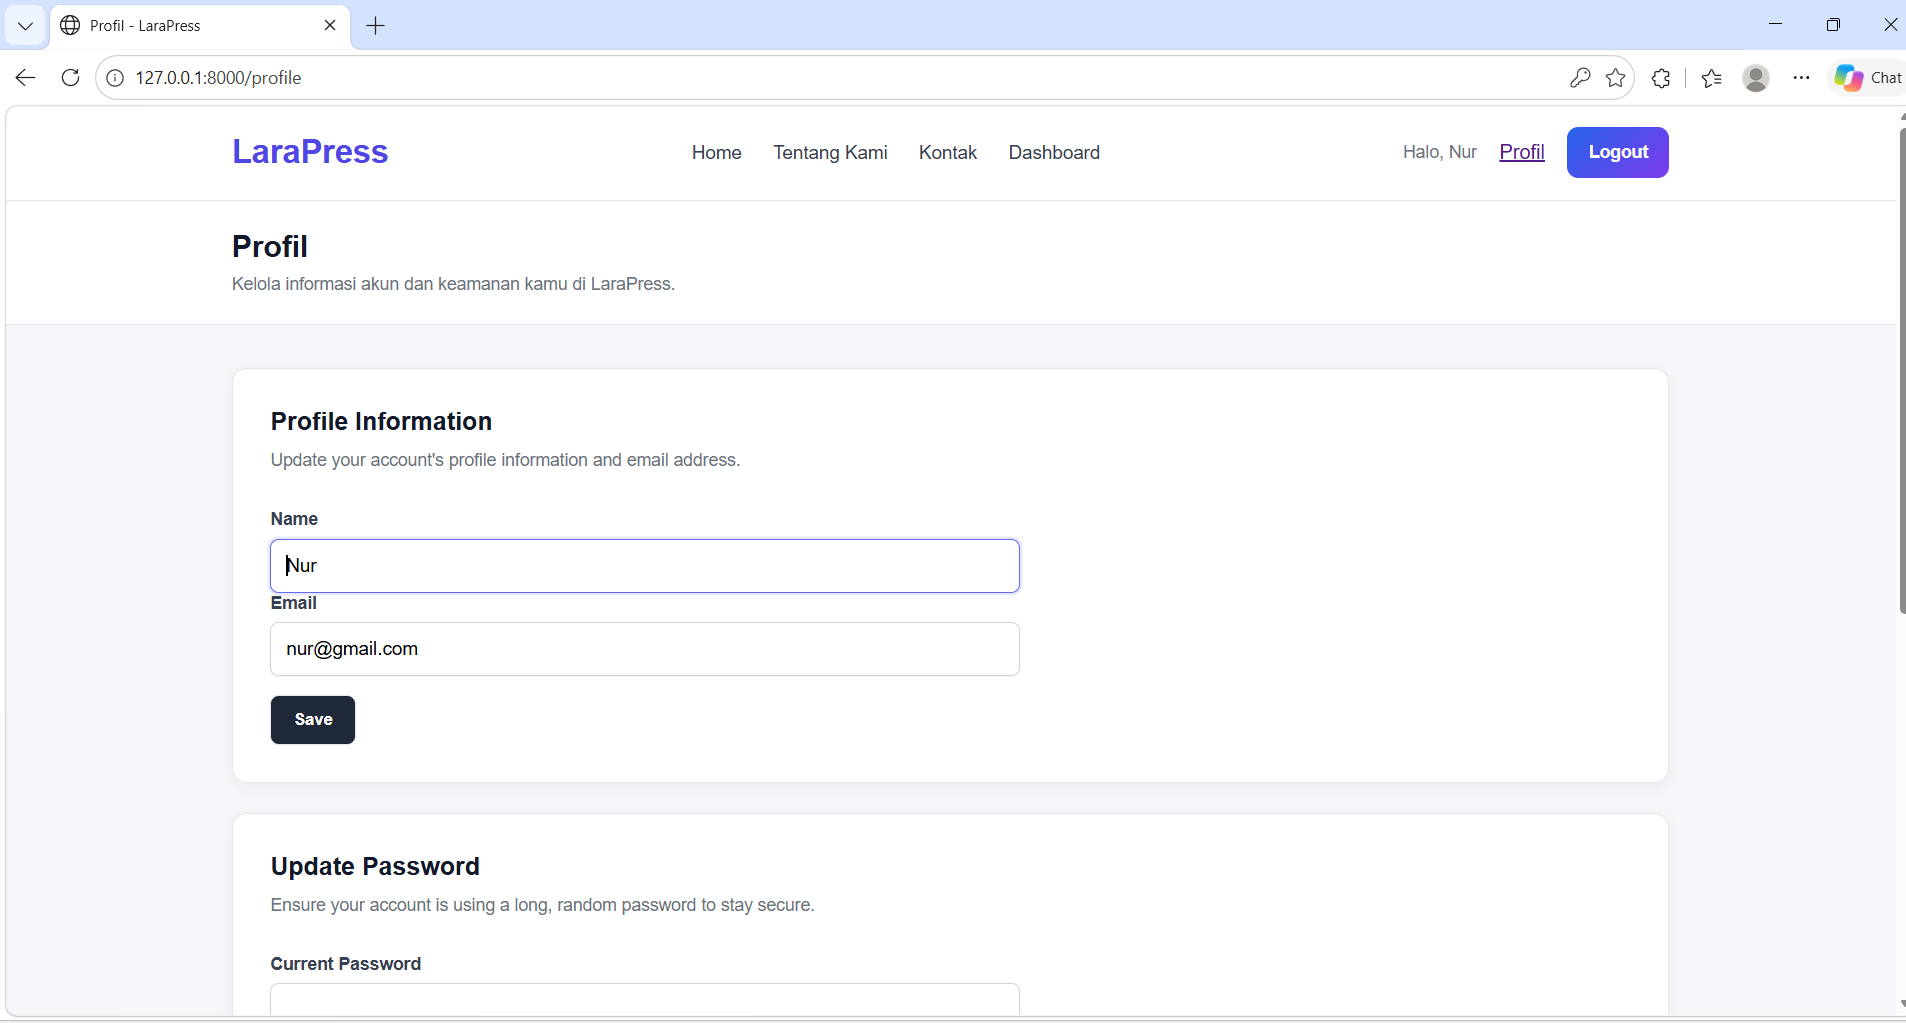 Profil - LaraPress
127.0.0.1:8000/profile
Chat
LaraPress
Home Tentang Kami Kontak Dashboard
Halo, Nur Profil Logout
Profil
Kelola informasi akun dan keamanan kamu di LaraPress.
Profile Information
Update your account's profile information and email address.
Name
Nur
Email
nur@gmail.com
Save
Update Password
Ensure your account is using a long, random password to stay secure.
Current Password